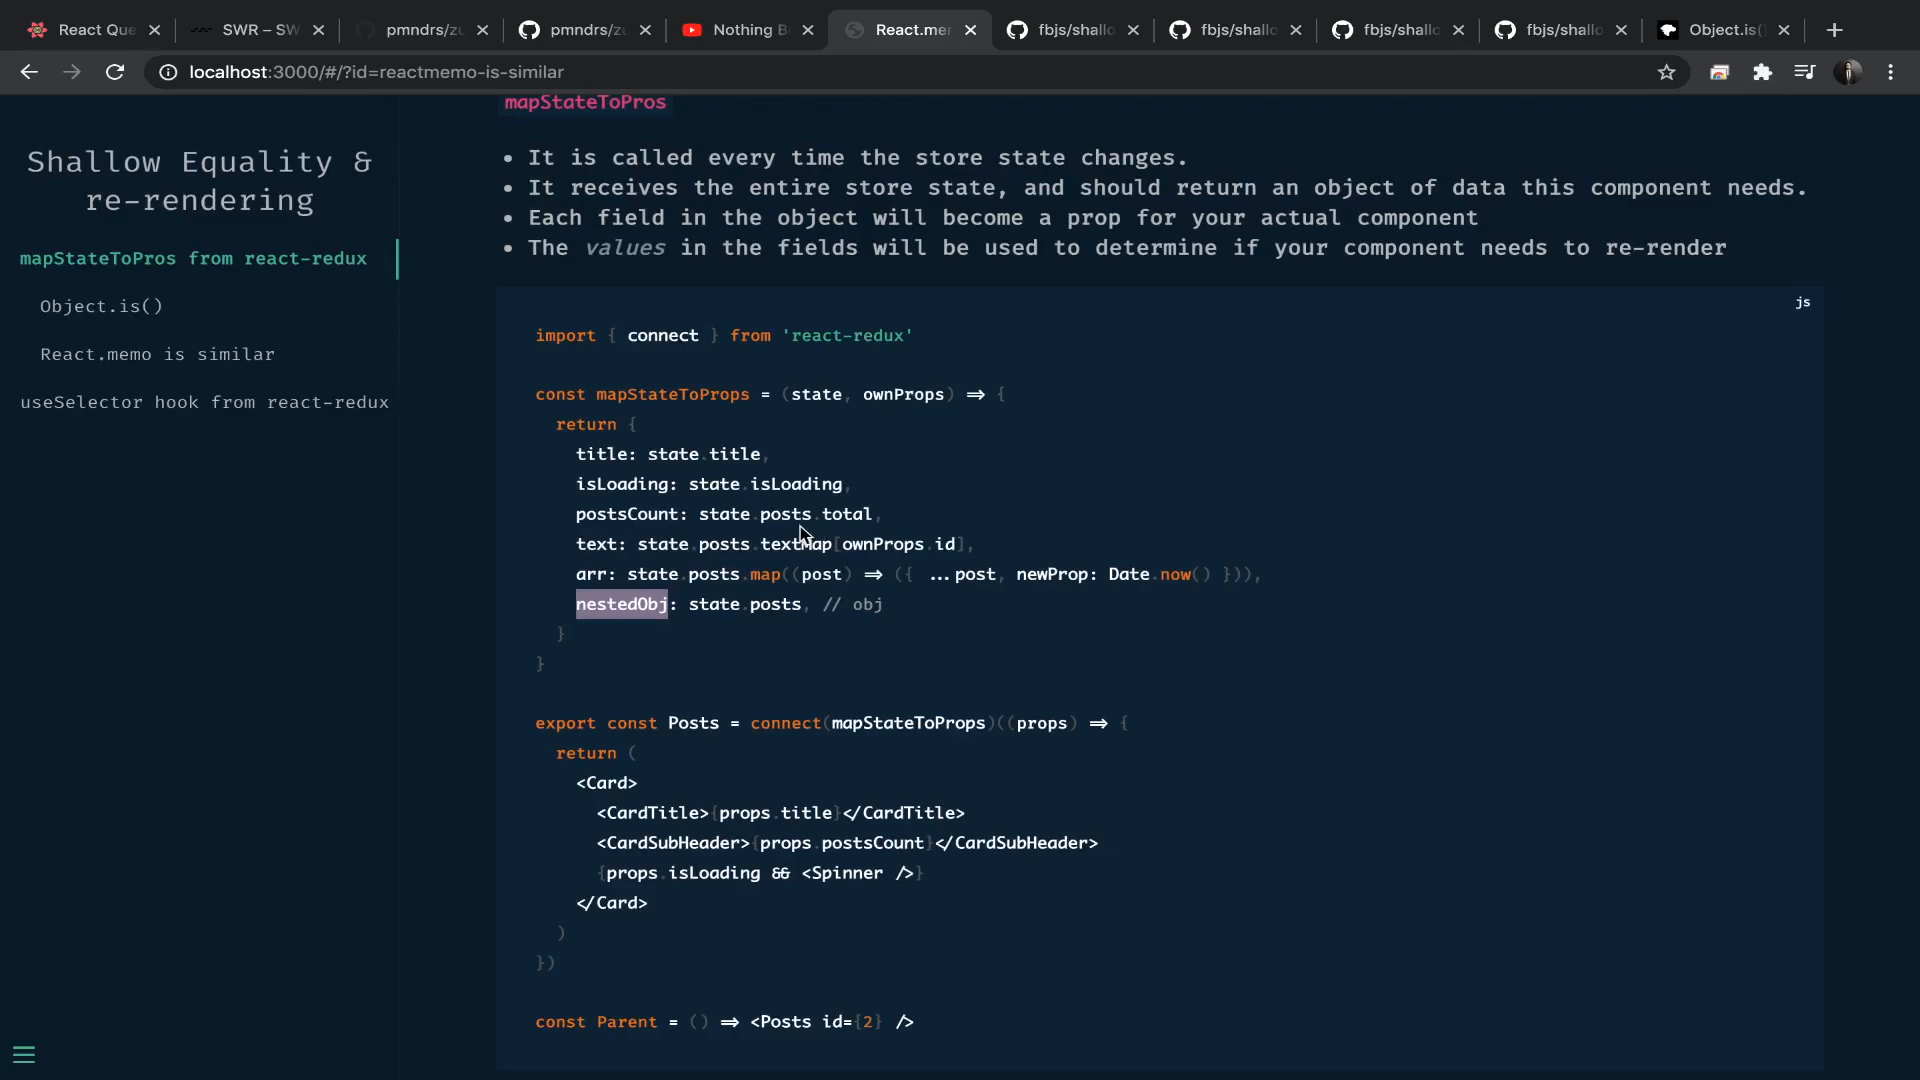 React Que
SWR – SW
pmndrs/zu
pmndrs/zu
Nothing B
React.mer
fbjs/shallo
fbjs/shallo
fbjs/shallo
fbjs/shallo
Object.is()
localhost:3000/#/?id=reactmemo-is-similar
Shallow Equality &
re-rendering
mapStateToPros from react-redux
Object.is()
React.memo is similar
useSelector hook from react-redux
mapStateToPros
• It is called every time the store state changes.
• It receives the entire store state, and should return an object of data this component needs.
• Each field in the object will become a prop for your actual component
• The values in the fields will be used to determine if your component needs to re-render
js
import { connect } from 'react-redux'
const mapStateToProps = (state, ownProps) => {
return {
title: state.title,
isLoading: state.isLoading,
postsCount: state.posts.total,
text: state.posts.textMap[ownProps.id],
arr: state.posts.map((post) => ({ ...post, newProp: Date.now() })),
nestedObj: state.posts, // obj
}
}
export const Posts = connect(mapStateToProps)((props) => {
return (
<Card>
<CardTitle>{props.title}</CardTitle>
<CardSubHeader>{props.postsCount}</CardSubHeader>
{props.isLoading && <Spinner />}
</Card>
)
})
const Parent = () => <Posts id={2} />